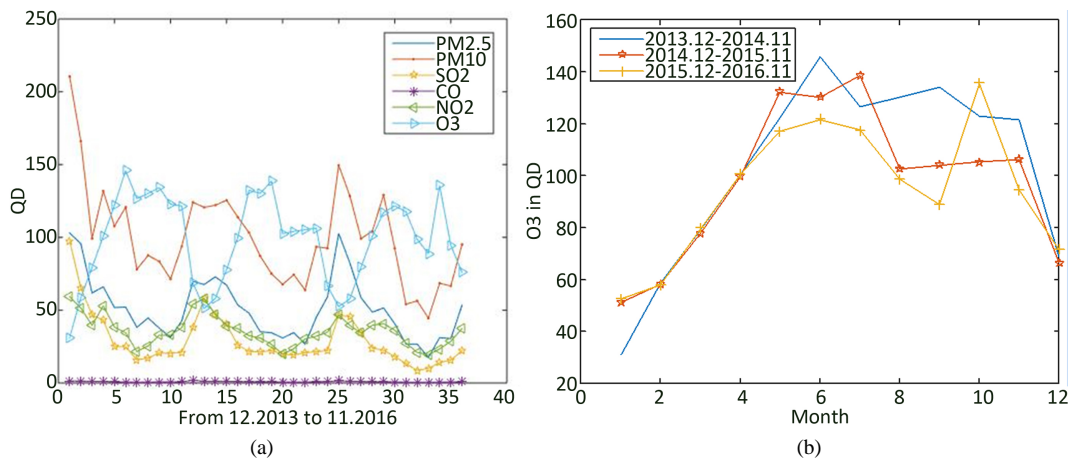 250
200
150
100
50
0
QD
PM2.5
PM10
SO2
CO
NO2
O3
0 5 10 15 20 25 30 35 40
From 12.2013 to 11.2016
(a)
160
140
120
100
80
60
40
20
O3 in QD
2013.12-2014.11
2014.12-2015.11
2015.12-2016.11
0 2 4 6 8 10 12
Month
(b)